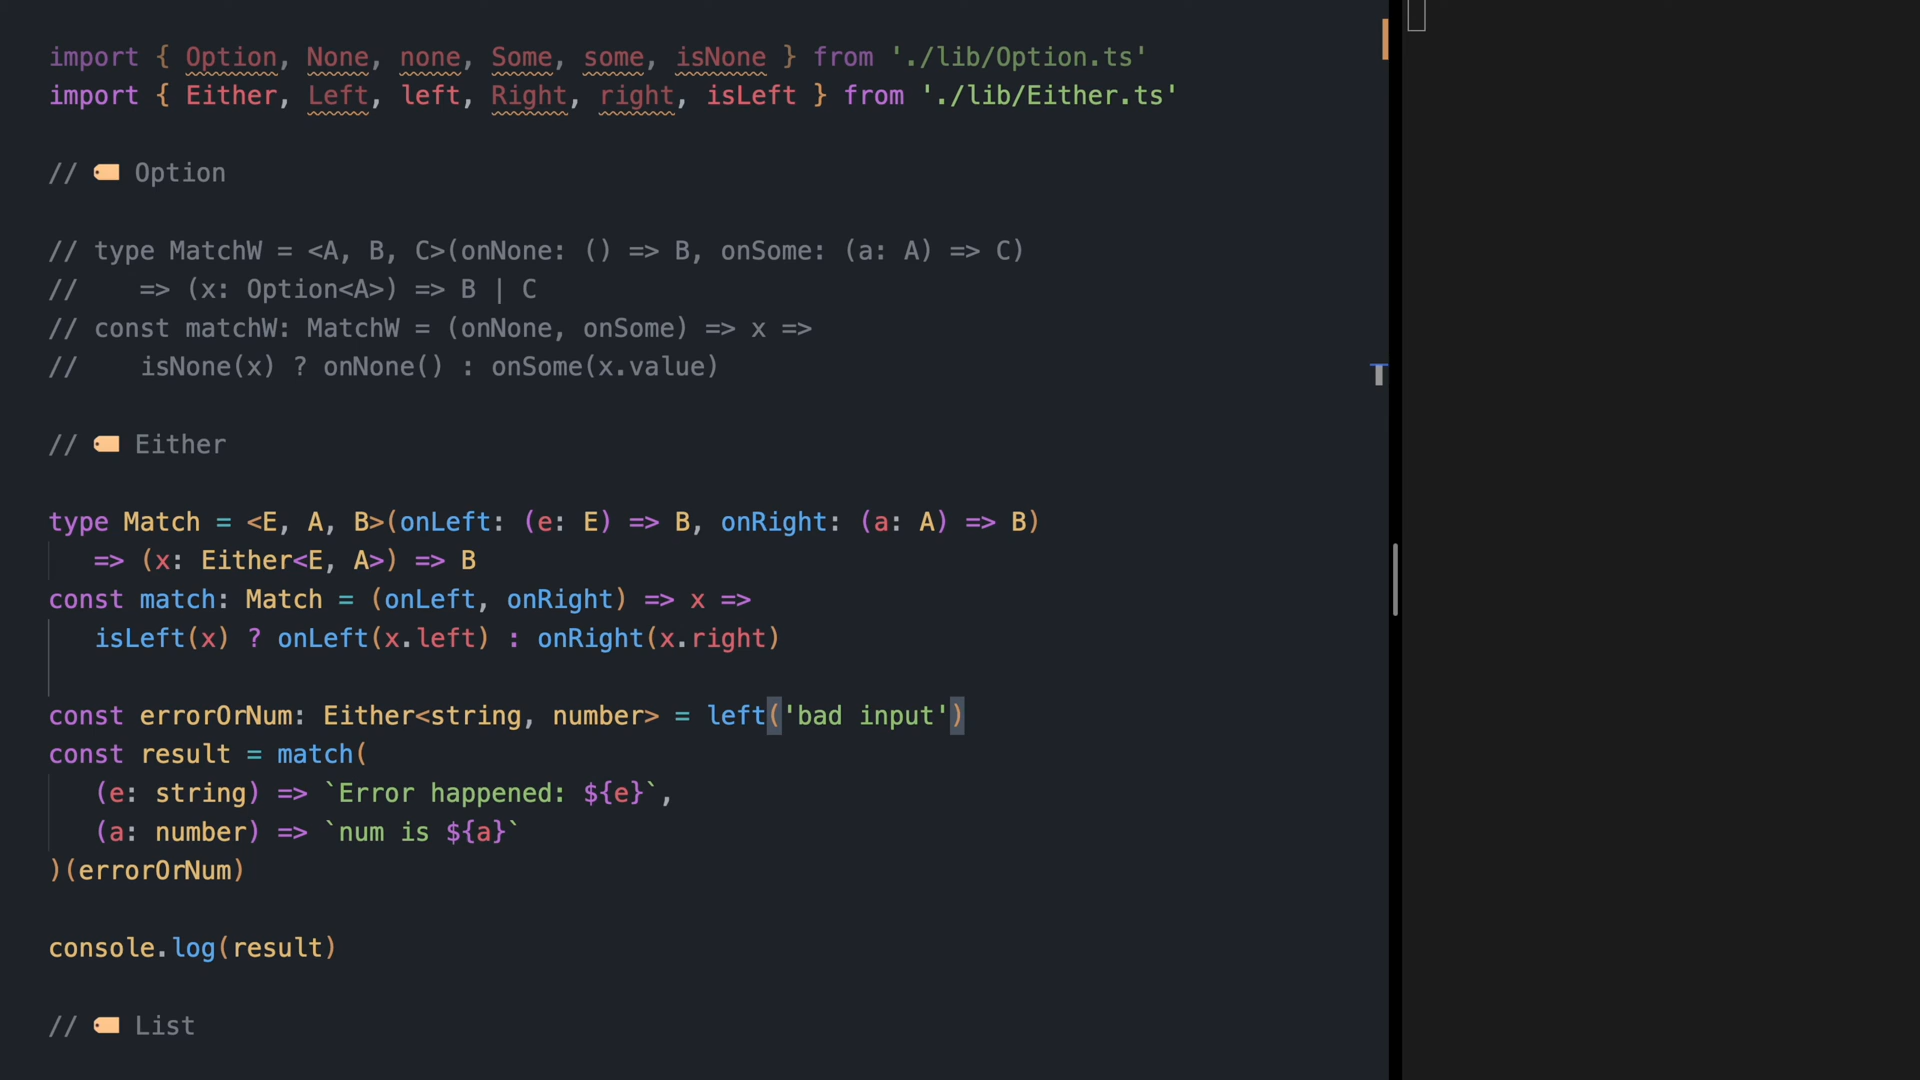 import { Option, None, none, Some, some, isNone } from './lib/Option.ts'
import { Either, Left, left, Right, right, isLeft } from './lib/Either.ts'
// Option
// type MatchW = <A, B, C>(onNone: () => B, onSome: (a: A) => C)
//    => (x: Option<A>) => B | C
// const matchW: MatchW = (onNone, onSome) => x =>
//    isNone(x) ? onNone() : onSome(x.value)
// Either
type Match = <E, A, B>(onLeft: (e: E) => B, onRight: (a: A) => B)
   => (x: Either<E, A>) => B
const match: Match = (onLeft, onRight) => x =>
   isLeft(x) ? onLeft(x.left) : onRight(x.right)
const errorOrNum: Either<string, number> = left('bad input')
const result = match(
   (e: string) => `Error happened: ${e}`,
   (a: number) => `num is ${a}`
)(errorOrNum)
console.log(result)
// List